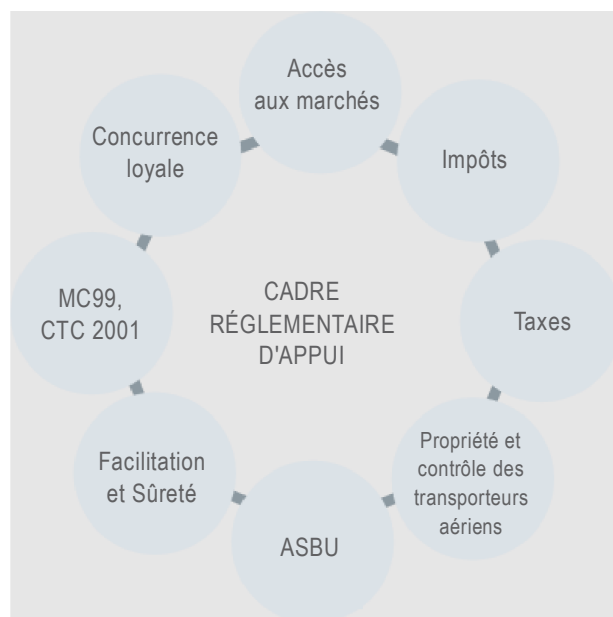 Accès
aux marchés
Impôts
Taxes
Propriété et
contrôle des
transporteurs
aériens
ASBU
Facilitation
et Sûreté
MC99,
CTC 2001
Concurrence
loyale
CADRE
RÉGLEMENTAIRE
D'APPUI